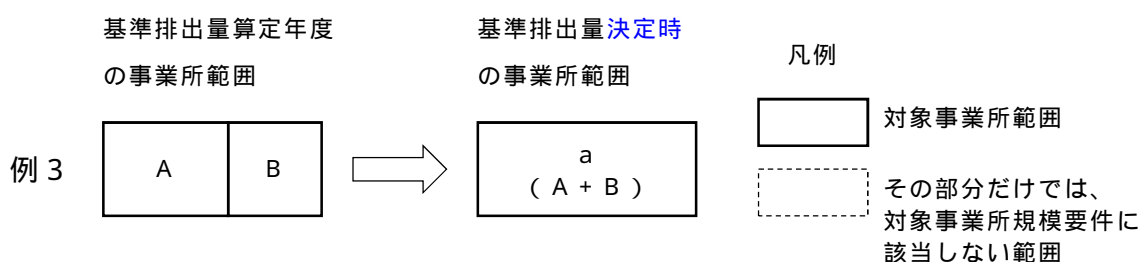 基準排出量算定年度
の事業所範囲
基準排出量決定時
の事業所範囲
凡例
対象事業所範囲
例3
A
B
a
(A+B)
その部分だけでは、
対象事業所規模要件に
該当しない範囲